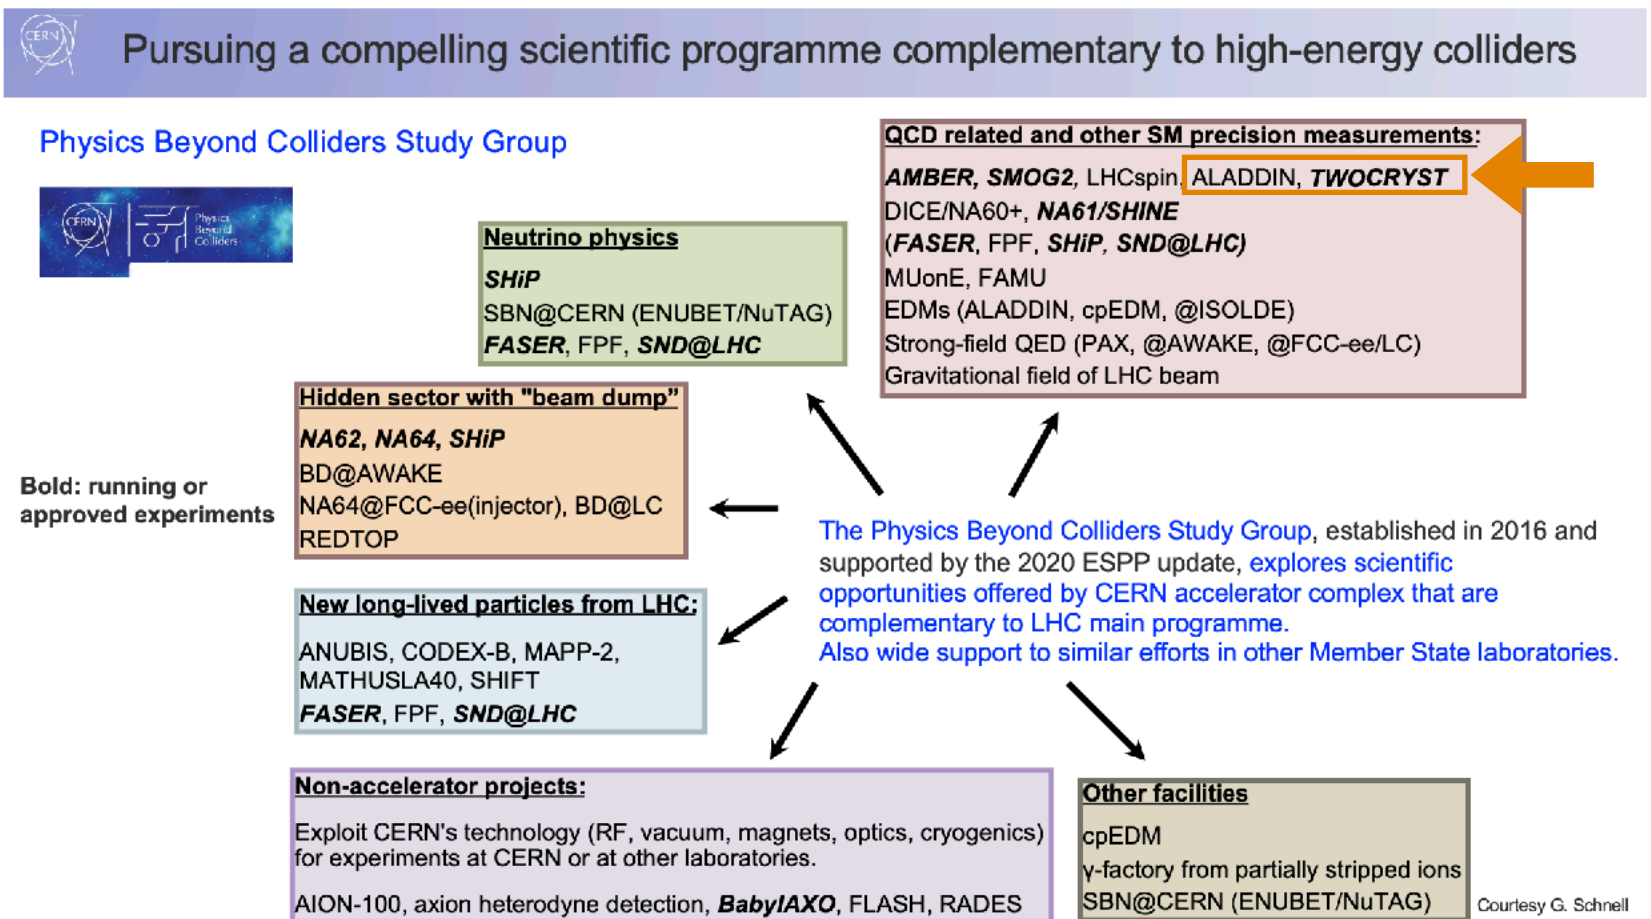 CERN
Pursuing a compelling scientific programme complementary to high-energy colliders
Physics Beyond Colliders Study Group
CERN
Physics
Beyond
Colliders
QCD related and other SM precision measurements:
AMBER, SMOG2, LHCspin, ALADDIN, TWOCRYST
DICE/NA60+, NA61/SHINE
(FASER, FPF, SHiP, SND@LHC)
MUonE, FAMU
EDMs (ALADDIN, cpEDM, @ISOLDE)
Strong-field QED (PAX, @AWAKE, @FCC-ee/LC)
Gravitational field of LHC beam
Neutrino physics
SHiP
SBN@CERN (ENUBET/NuTAG)
FASER, FPF, SND@LHC
Hidden sector with "beam dump”
NA62, NA64, SHiP
BD@AWAKE
NA64@FCC-ee(injector), BD@LC
REDTOP
Bold: running or
approved experiments
The Physics Beyond Colliders Study Group, established in 2016 and
supported by the 2020 ESPP update, explores scientific
opportunities offered by CERN accelerator complex that are
complementary to LHC main programme.
Also wide support to similar efforts in other Member State laboratories.
New long-lived particles from LHC:
ANUBIS, CODEX-B, MAPP-2,
MATHUSLA40, SHIFT
FASER, FPF, SND@LHC
Non-accelerator projects:
Exploit CERN's technology (RF, vacuum, magnets, optics, cryogenics)
for experiments at CERN or at other laboratories.
AION-100, axion heterodyne detection, BabyIAXO, FLASH, RADES
Other facilities
cpEDM
γ-factory from partially stripped ions
SBN@CERN (ENUBET/NuTAG)
Courtesy G. Schnell